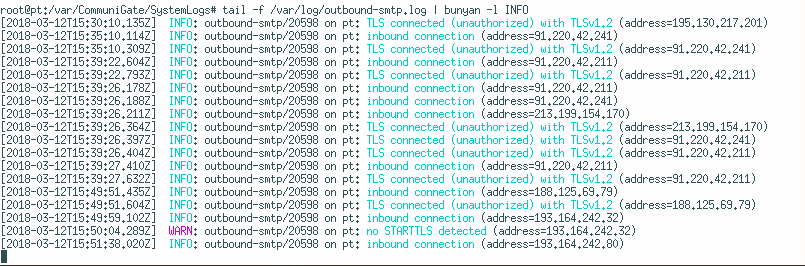 root@pt:/var/CommuniGate/SystemLogs# tail -f /var/log/outbound-smtp.log | bunyan -l INFO
[2018-03-12T15:30:10.135Z]  INFO: outbound-smtp/20598 on pt: TLS connected (unauthorized) with TLSv1.2 (address=195.130.217.201)
[2018-03-12T15:35:10.114Z]  INFO: outbound-smtp/20598 on pt: inbound connection (address=91.220.42.241)
[2018-03-12T15:35:10.309Z]  INFO: outbound-smtp/20598 on pt: TLS connected (unauthorized) with TLSv1.2 (address=91.220.42.241)
[2018-03-12T15:39:22.604Z]  INFO: outbound-smtp/20598 on pt: inbound connection (address=91.220.42.211)
[2018-03-12T15:39:22.793Z]  INFO: outbound-smtp/20598 on pt: TLS connected (unauthorized) with TLSv1.2 (address=91.220.42.211)
[2018-03-12T15:39:26.178Z]  INFO: outbound-smtp/20598 on pt: inbound connection (address=91.220.42.211)
[2018-03-12T15:39:26.188Z]  INFO: outbound-smtp/20598 on pt: inbound connection (address=91.220.42.241)
[2018-03-12T15:39:26.211Z]  INFO: outbound-smtp/20598 on pt: inbound connection (address=213.199.154.170)
[2018-03-12T15:39:26.364Z]  INFO: outbound-smtp/20598 on pt: TLS connected (unauthorized) with TLSv1.2 (address=213.199.154.170)
[2018-03-12T15:39:26.397Z]  INFO: outbound-smtp/20598 on pt: TLS connected (unauthorized) with TLSv1.2 (address=91.220.42.241)
[2018-03-12T15:39:26.404Z]  INFO: outbound-smtp/20598 on pt: TLS connected (unauthorized) with TLSv1.2 (address=91.220.42.211)
[2018-03-12T15:39:27.410Z]  INFO: outbound-smtp/20598 on pt: inbound connection (address=91.220.42.211)
[2018-03-12T15:39:27.632Z]  INFO: outbound-smtp/20598 on pt: TLS connected (unauthorized) with TLSv1.2 (address=91.220.42.211)
[2018-03-12T15:49:51.435Z]  INFO: outbound-smtp/20598 on pt: inbound connection (address=188.125.69.79)
[2018-03-12T15:49:51.604Z]  INFO: outbound-smtp/20598 on pt: TLS connected (unauthorized) with TLSv1.2 (address=188.125.69.79)
[2018-03-12T15:49:59.102Z]  INFO: outbound-smtp/20598 on pt: inbound connection (address=193.164.242.32)
[2018-03-12T15:50:04.289Z]  WARN: outbound-smtp/20598 on pt: no STARTTLS detected (address=193.164.242.32)
[2018-03-12T15:51:38.020Z]  INFO: outbound-smtp/20598 on pt: inbound connection (address=193.164.242.80)